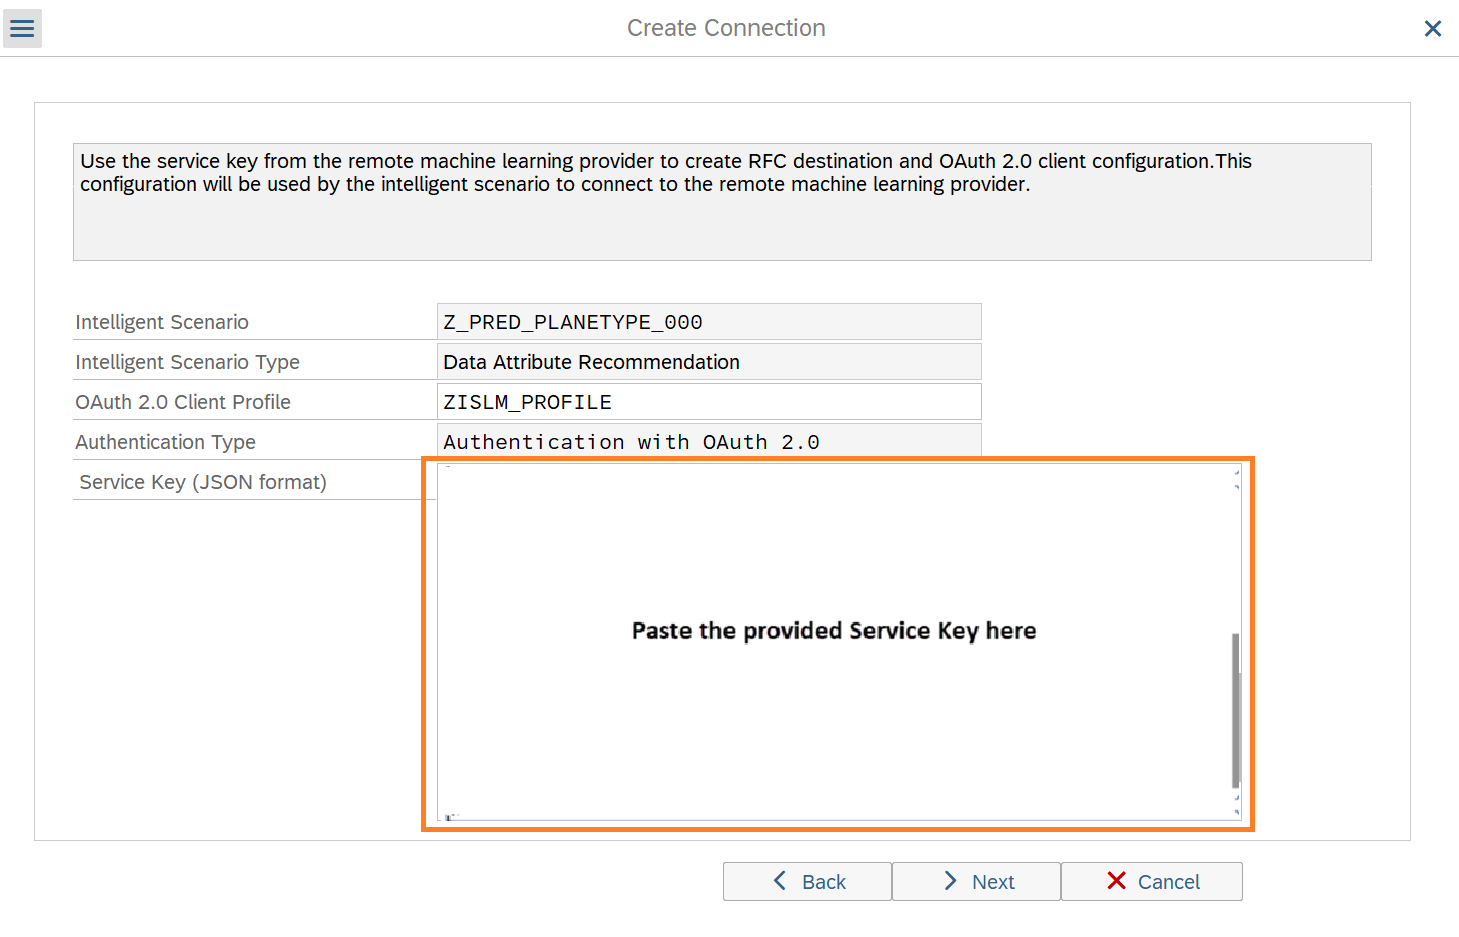 Create Connection
Use the service key from the remote machine learning provider to create RFC destination and OAuth 2.0 client configuration.This
configuration will be used by the intelligent scenario to connect to the remote machine learning provider.
Intelligent Scenario Z_PRED_PLANETYPE_000
Intelligent Scenario Type Data Attribute Recommendation
OAuth 2.0 Client Profile ZISLM_PROFILE
Authentication Type Authentication with OAuth 2.0
Service Key (JSON format)
Paste the provided Service Key here
Back Next Cancel